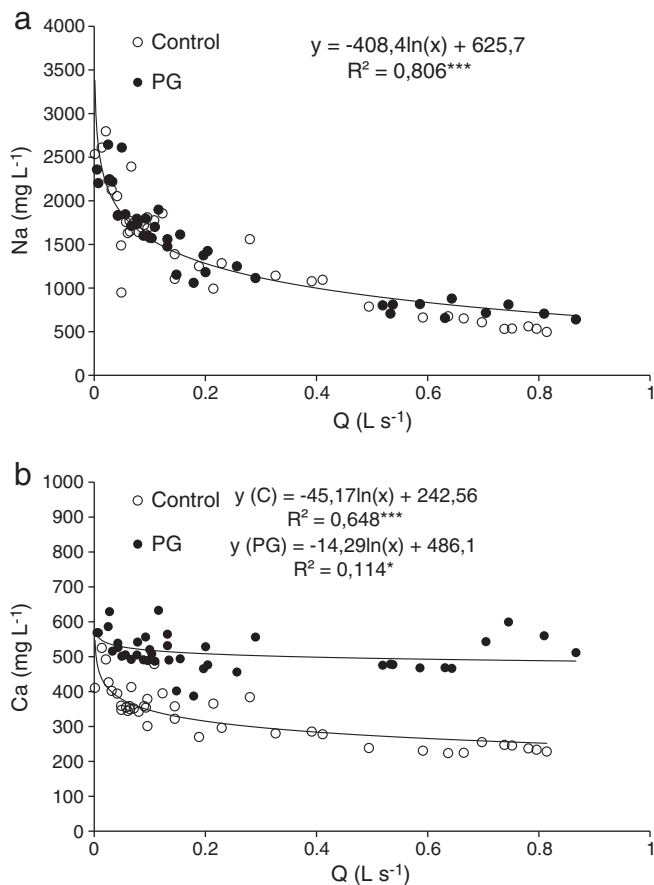 a
Control
y = -408,4ln(x) + 625,7
PG
R² = 0,806***
4000
3500
3000
2500
2000
1500
1000
500
0
Na (mg L-¹)
0 0.2 0.4 0.6 0.8 1
Q (L s-¹)
b
Control
y (C) = -45,17ln(x) + 242,56
R² = 0,648***
PG
y (PG) = -14,29ln(x) + 486,1
R² = 0,114*
1000
900
800
700
600
500
400
300
200
100
0
Ca (mg L-¹)
0 0.2 0.4 0.6 0.8 1
Q (L s-¹)